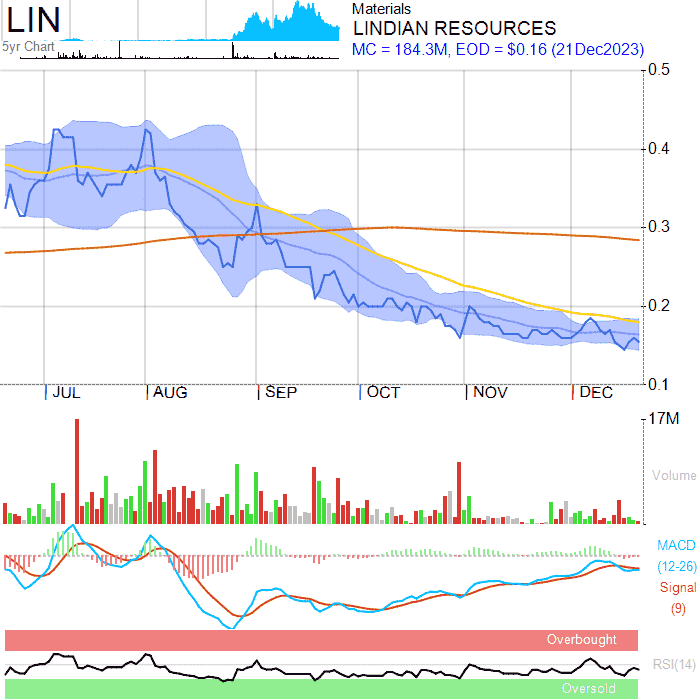 LIN
5yr Chart
Materials
LINDIAN RESOURCES
MC = 184.3M, EOD = $0.16 (21Dec2023)
0.5
0.4
0.3
0.2
0.1
JUL AUG SEP OCT NOV DEC
17M
Volume
MACD
(12-26)
Signal
(9)
Overbought
RSI(14)
Oversold